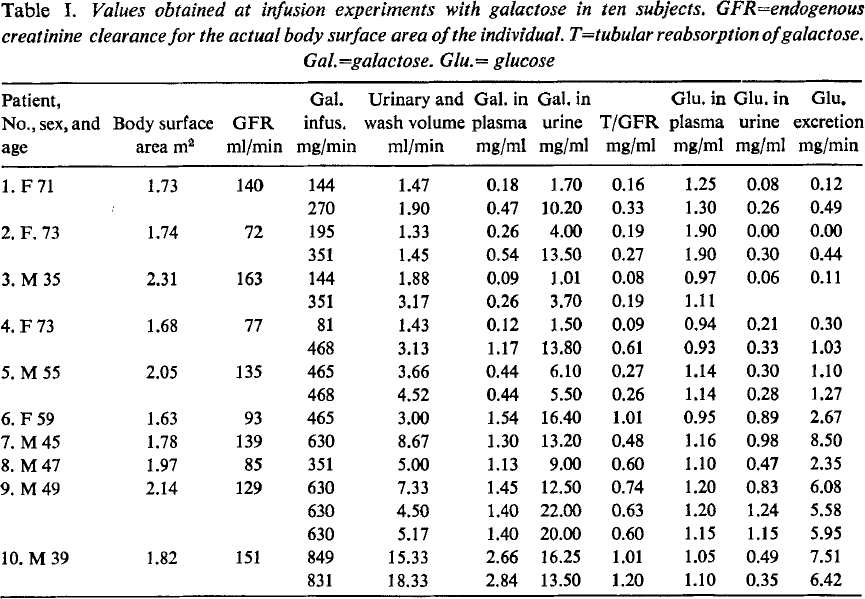 Table I. Values obtained at infusion experiments with galactose in ten subjects. GFR=endogenous
creatinine clearance for the actual body surface area of the individual. T=tubular reabsorption of galactose.
Gal.=galactose. Glu.= glucose
Patient, Gal. Urinary and Gal. in Gal. in Glu. in Glu. in Glu.
No., sex, and Body surface GFR infus. wash volume plasma urine T/GFR plasma urine excretion
age area m² ml/min mg/min ml/min mg/ml mg/ml mg/ml mg/ml mg/ml mg/min
1. F 71 1.73 140 144 1.47 0.18 1.70 0.16 1.25 0.08 0.12
270 1.90 0.47 10.20 0.33 1.30 0.26 0.49
2. F. 73 1.74 72 195 1.33 0.26 4.00 0.19 1.90 0.00 0.00
351 1.45 0.54 13.50 0.27 1.90 0.30 0.44
3. M 35 2.31 163 144 1.88 0.09 1.01 0.08 0.97 0.06 0.11
351 3.17 0.26 3.70 0.19 1.11
4. F 73 1.68 77 81 1.43 0.12 1.50 0.09 0.94 0.21 0.30
468 3.13 1.17 13.80 0.61 0.93 0.33 1.03
5. M 55 2.05 135 465 3.66 0.44 6.10 0.27 1.14 0.30 1.10
468 4.52 0.44 5.50 0.26 1.14 0.28 1.27
6. F 59 1.63 93 465 3.00 1.54 16.40 1.01 0.95 0.89 2.67
7. M 45 1.78 139 630 8.67 1.30 13.20 0.48 1.16 0.98 8.50
8. M 47 1.97 85 351 5.00 1.13 9.00 0.60 1.10 0.47 2.35
9. M 49 2.14 129 630 7.33 1.45 12.50 0.74 1.20 0.83 6.08
630 4.50 1.40 22.00 0.63 1.20 1.24 5.58
630 5.17 1.40 20.00 0.60 1.15 1.15 5.95
10. M 39 1.82 151 849 15.33 2.66 16.25 1.01 1.05 0.49 7.51
831 18.33 2.84 13.50 1.20 1.10 0.35 6.42